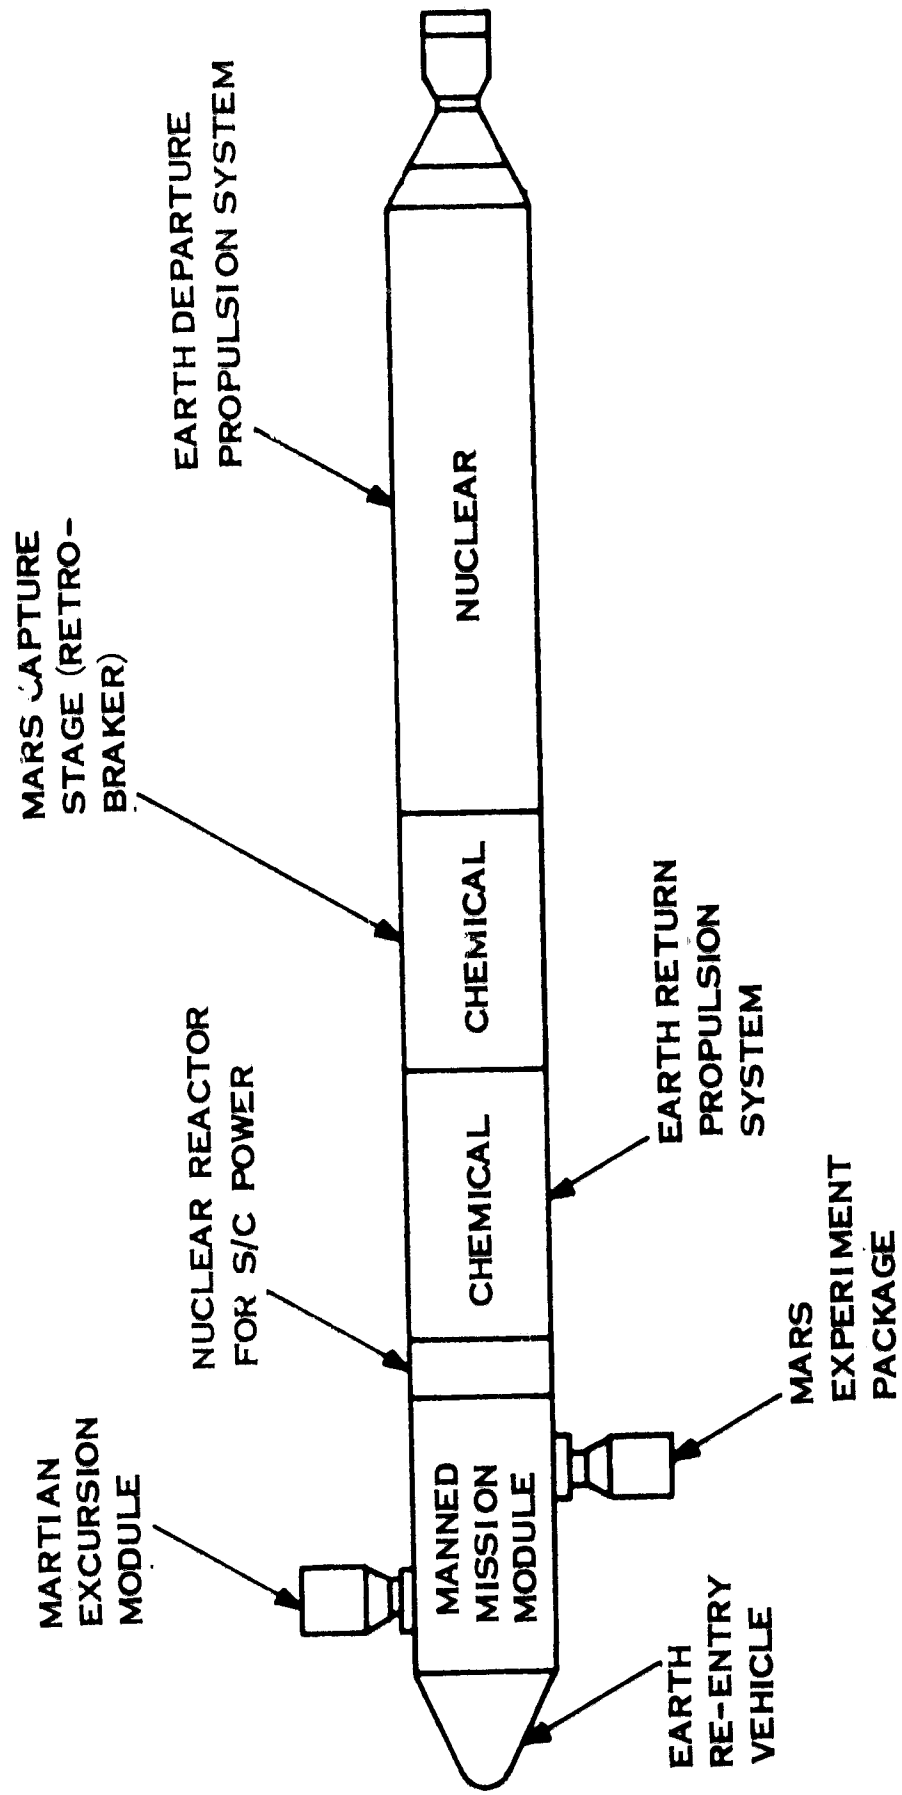 MARTIAN
EXCURSION
MODULE
NUCLEAR REACTOR
FOR S/C POWER
MARS CAPTURE
STAGE (RETRO-
BRAKER)
EARTH DEPARTURE
PROPULSION SYSTEM
MANNED
MISSION
MODULE
CHEMICAL
CHEMICAL
NUCLEAR
EARTH
RE-ENTRY
VEHICLE
MARS
EXPERIMENT
PACKAGE
EARTH RETURN
PROPULSION
SYSTEM